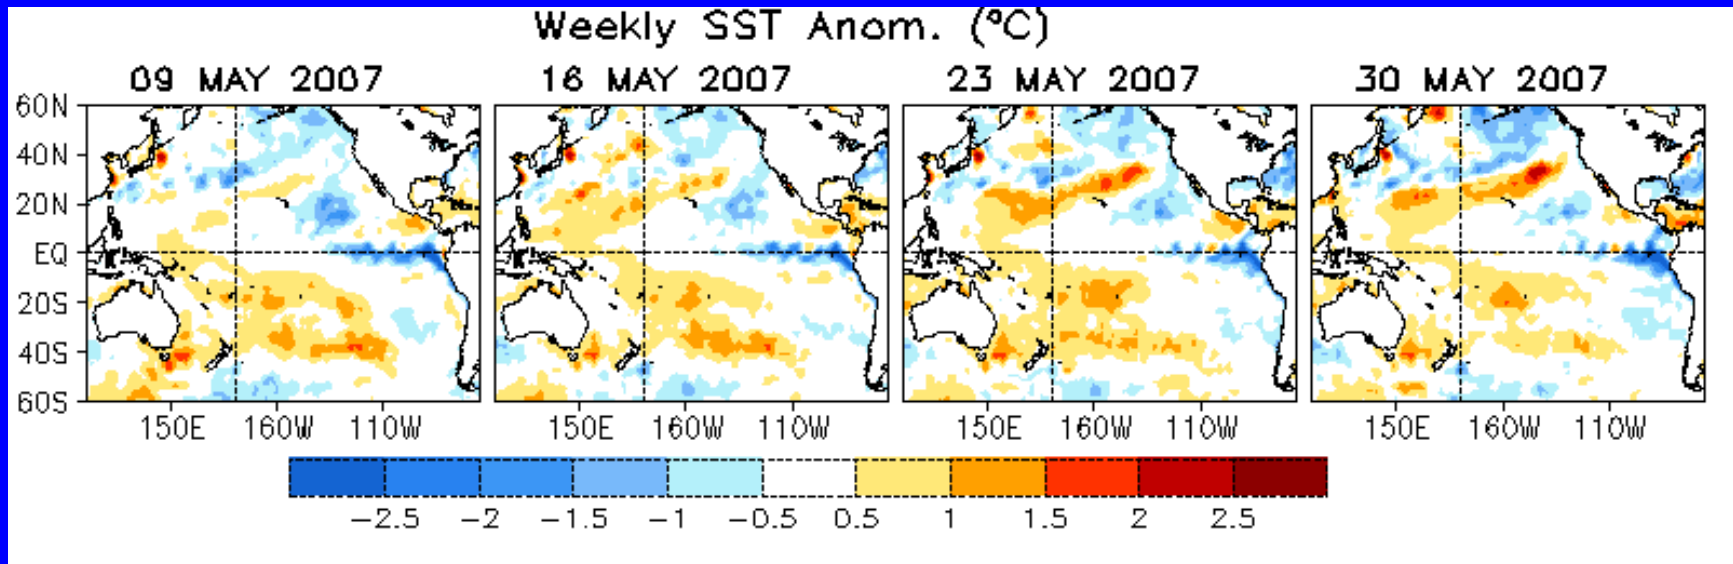 Weekly SST Anom. (°C)
09 MAY 2007 16 MAY 2007 23 MAY 2007 30 MAY 2007
60N
40N
20N
EQ
20S
40S
60S
150E 160W 110W 150E 160W 110W 150E 160W 110W 150E 160W 110W
−2.5 −2 −1.5 −1 −0.5 0.5 1 1.5 2 2.5